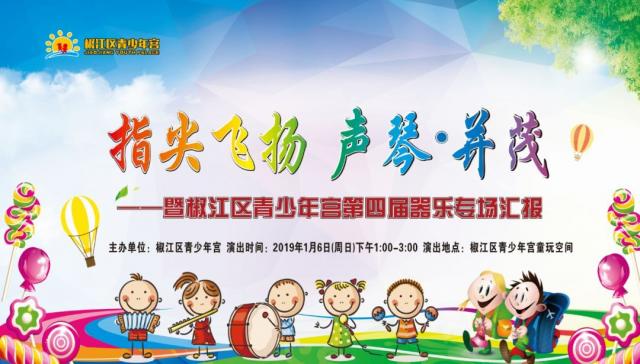 椒江区青少年宫
JIAOJIANG YOUTH PALACE
指尖飞扬 声琴·并茂
——暨椒江区青少年宫第四届器乐专场汇报
主办单位：椒江区青少年宫 演出时间：2019年1月6日(周日)下午1:00-3:00 演出地点：椒江区青少年宫童玩空间